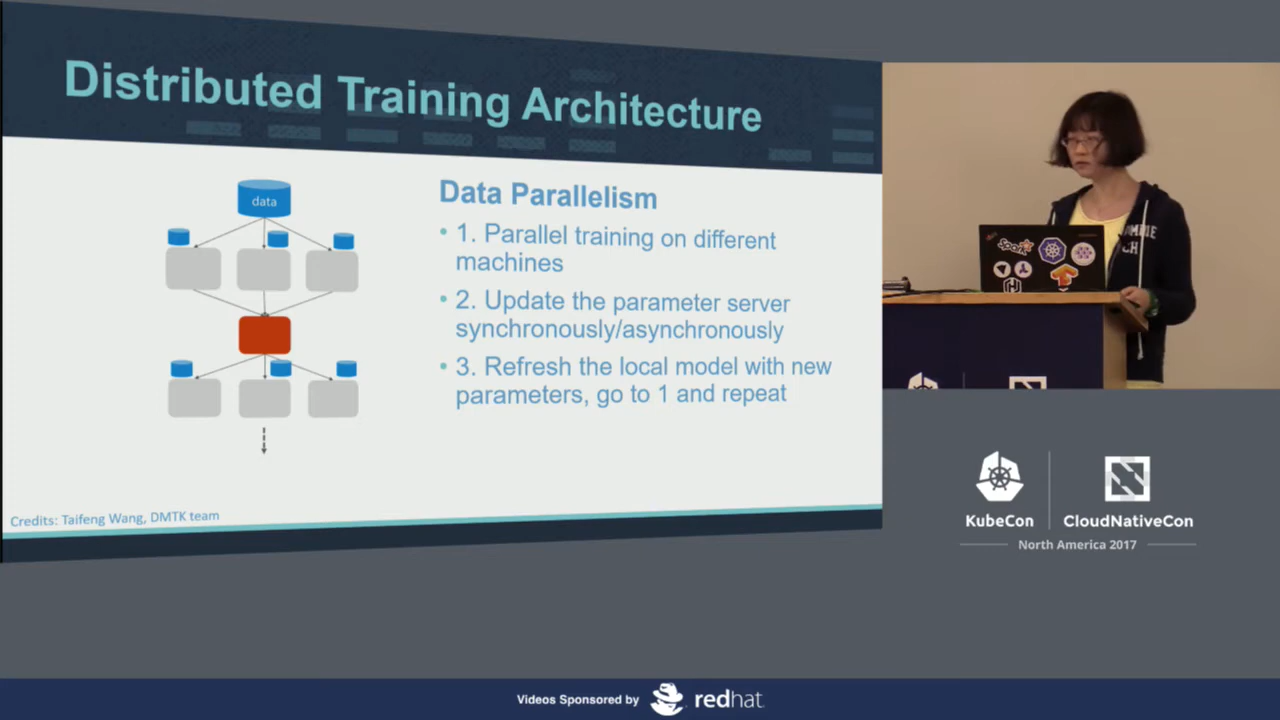 Distributed Training Architecture
data
Data Parallelism
• 1. Parallel training on different
machines
• 2. Update the parameter server
synchronously/asynchronously
• 3. Refresh the local model with new
parameters, go to 1 and repeat
Credits: Taifeng Wang, DMTK team
Spark
KubeCon
CloudNativeCon
North America 2017
Videos Sponsored by
redhat